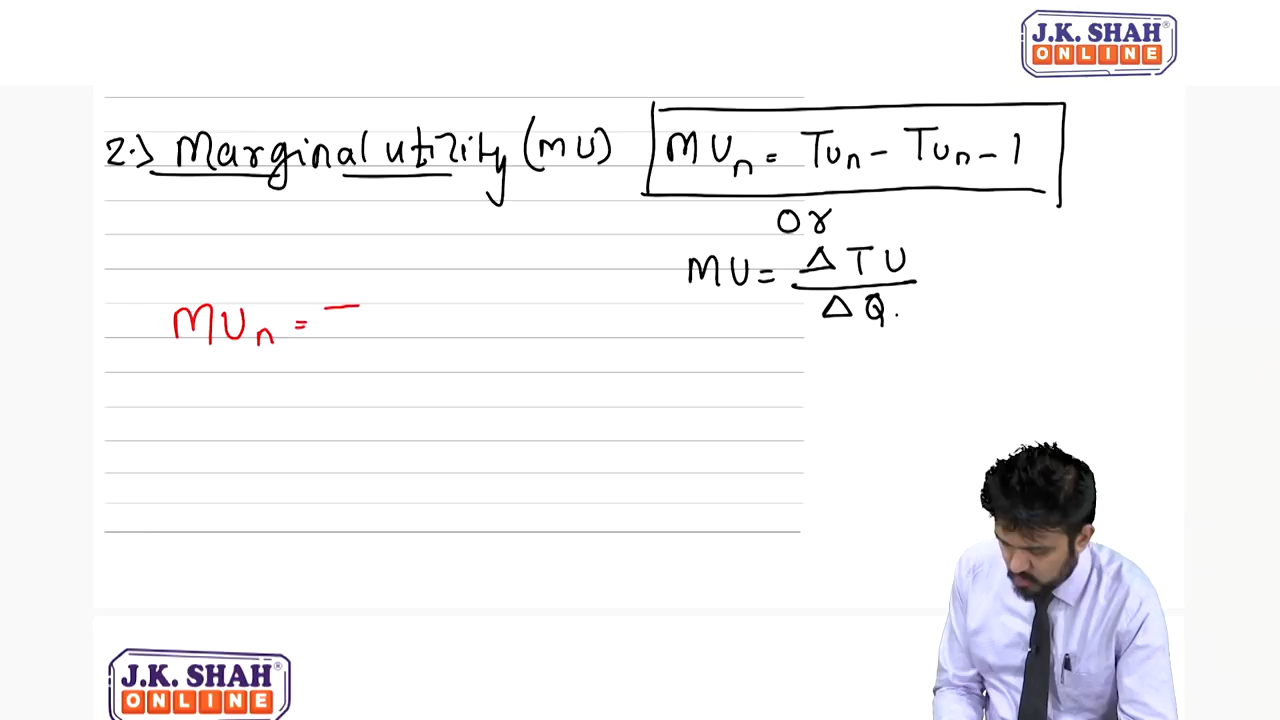 J.K. SHAH®
ONLINE
2.) Marginal utility (MU) MUn = Tun - Tun - 1
Or
MU = ΔTU
ΔQ.
MUn =
J.K. SHAH®
ONLINE